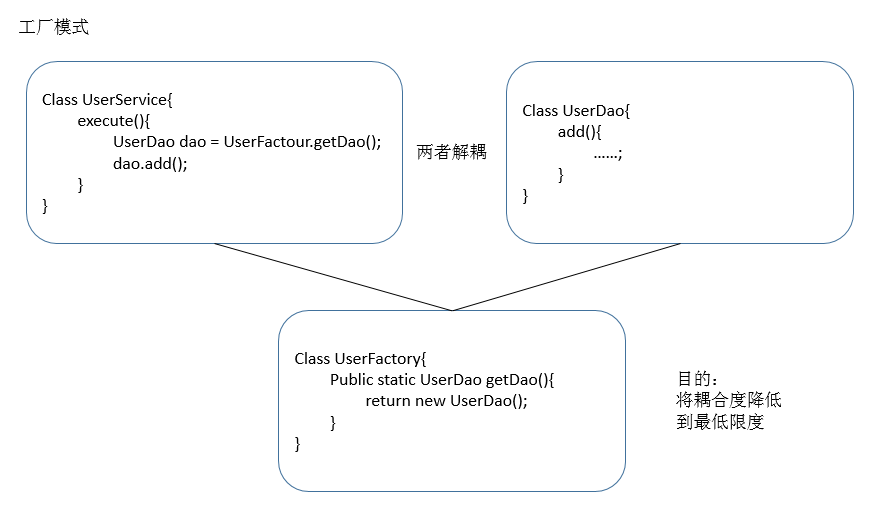 工厂模式
Class UserService{
execute(){
UserDao dao = UserFactour.getDao();
dao.add();
}
}
两者解耦
Class UserDao{
add(){
……;
}
}
Class UserFactory{
Public static UserDao getDao(){
return new UserDao();
}
}
目的：
将耦合度降低
到最低限度